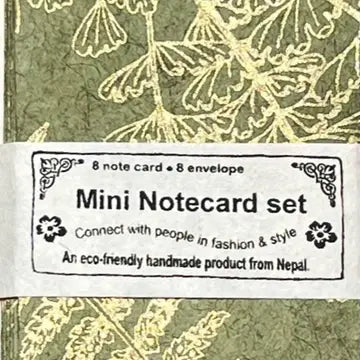 8 note card • 8 envelope
Mini Notecard set
Connect with people in fashion & style
An eco-friendly handmade product from Nepal.